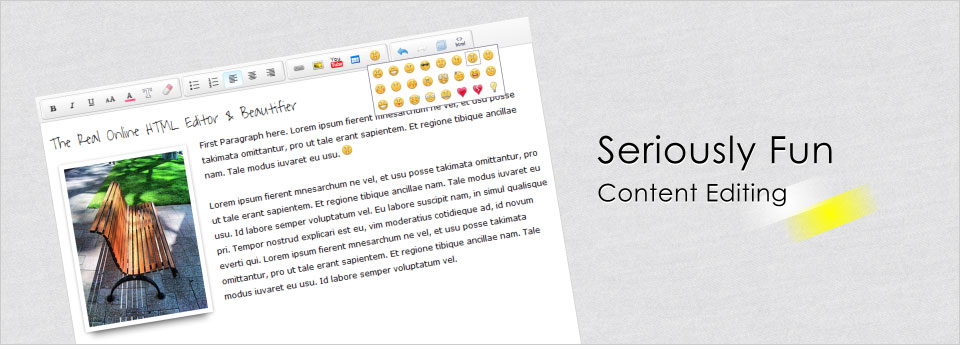 B I U AA A
You Tube
html
The Real Online HTML Editor & Beautifier
First Paragraph here. Lorem ipsum fierent mnesarchum ne vel, et usu posse
takimata omittantur, pro ut tale erant sapientem. Et regione tibique ancillae
nam. Tale modus iuvaret eu usu.
Lorem ipsum fierent mnesarchum ne vel, et usu posse takimata omittantur, pro
ut tale erant sapientem. Et regione tibique ancillae nam. Tale modus iuvaret eu
usu. Id labore semper voluptatum vel. Eu labore suscipit nam, in simul qualisque
pri. Tempor nostrud explicari est eu, vim moderatius cotidieque ad, id novum
everti qui. Lorem ipsum fierent mnesarchum ne vel, et usu posse takimata
omittantur, pro ut tale erant sapientem. Et regione tibique ancillae nam. Tale
modus iuvaret eu usu. Id labore semper voluptatum vel.
Seriously Fun
Content Editing